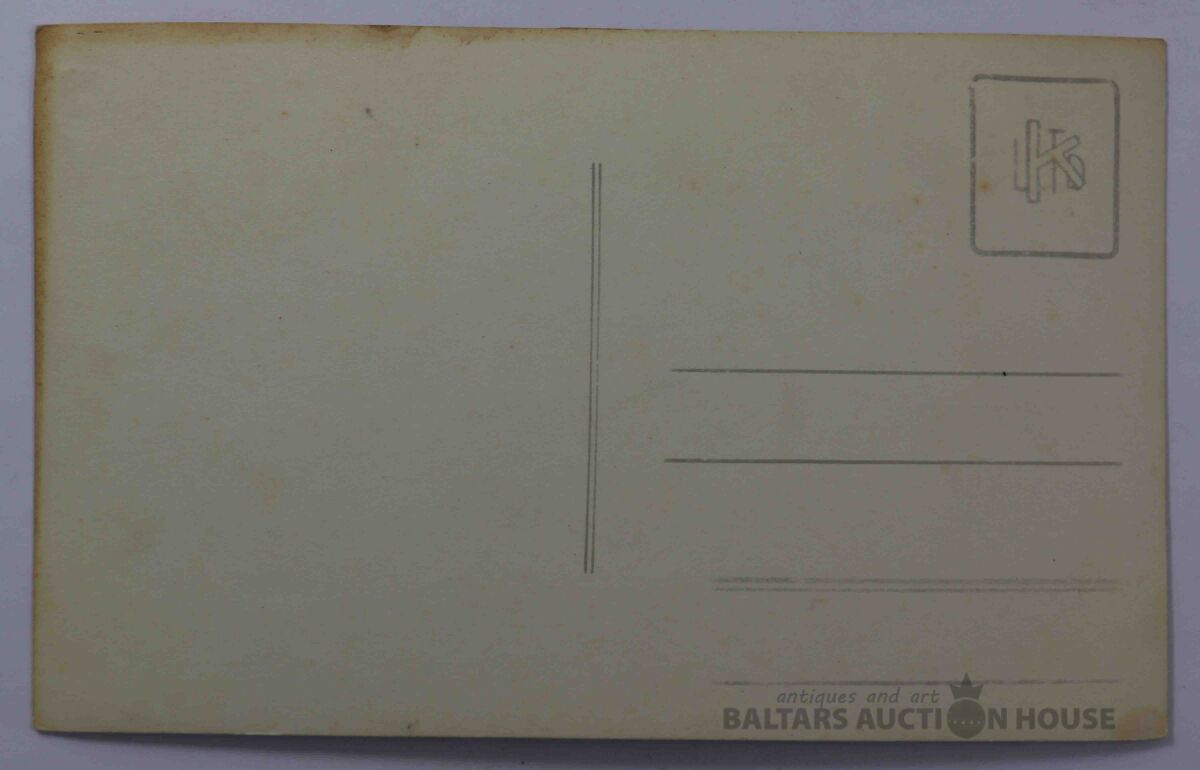 antiques and art
BALTARS AUCTION HOUSE